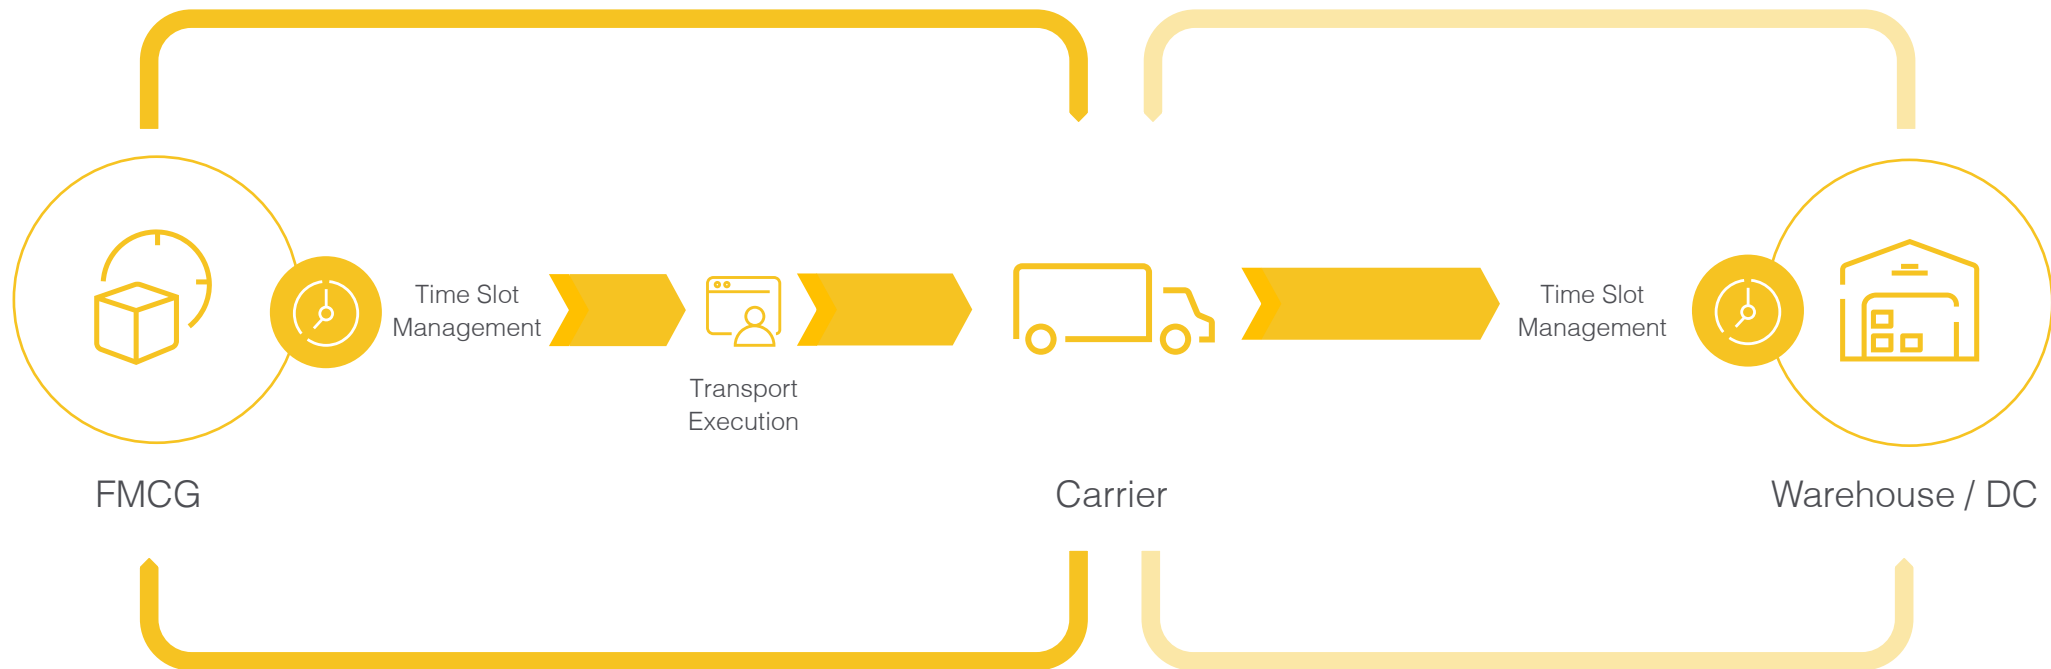 Time Slot
Management
Transport
Execution
Time Slot
Management
FMCG
Carrier
Warehouse / DC